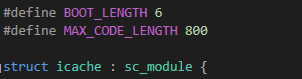 #define BOOT_LENGTH 6
#define MAX_CODE_LENGTH 800
struct icache : sc_module {